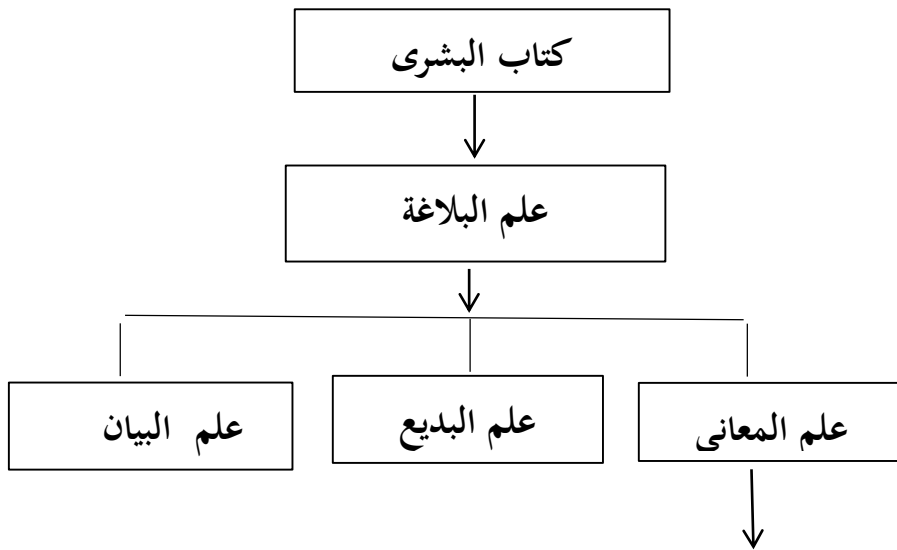 كتاب البشرى
علم البلاغة
علم المعانى
علم البديع
علم البيان